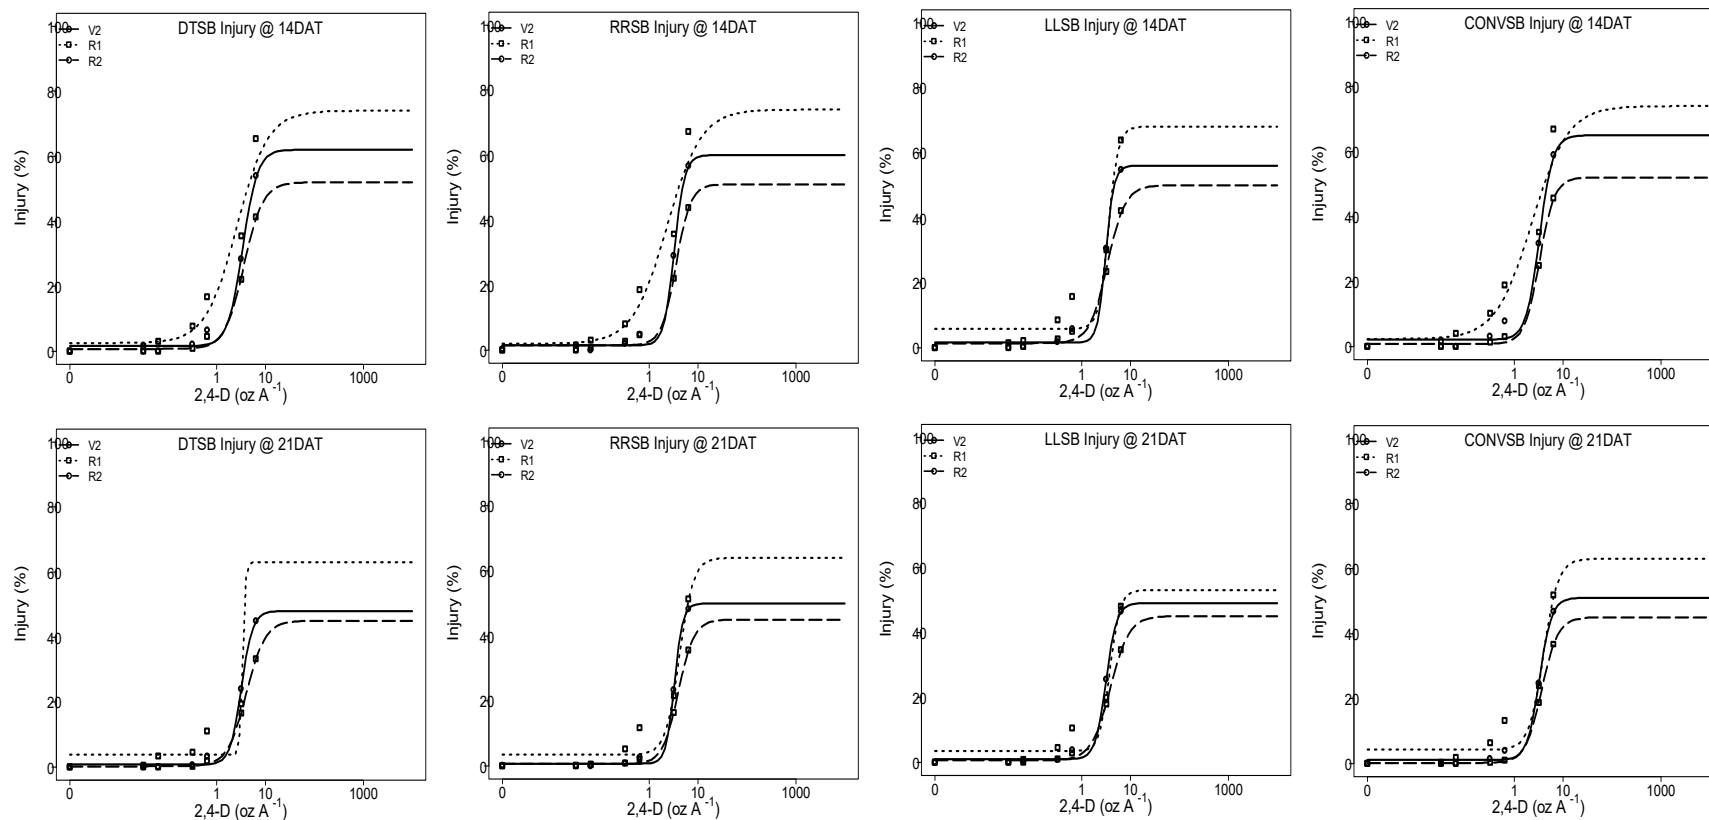 DTSB Injury @ 14DAT
V2
R1
R2
100
80
60
40
20
0
Injury (%)
0 1 10 1000
2,4-D (oz A⁻¹)
RRSB Injury @ 14DAT
V2
R1
R2
100
80
60
40
20
0
Injury (%)
0 1 10 1000
2,4-D (oz A⁻¹)
LLSB Injury @ 14DAT
V2
R1
R2
100
80
60
40
20
0
Injury (%)
0 1 10 1000
2,4-D (oz A⁻¹)
CONVSB Injury @ 14DAT
V2
R1
R2
100
80
60
40
20
0
Injury (%)
0 1 10 1000
2,4-D (oz A⁻¹)
DTSB Injury @ 21DAT
V2
R1
R2
100
80
60
40
20
0
Injury (%)
0 1 10 1000
2,4-D (oz A⁻¹)
RRSB Injury @ 21DAT
V2
R1
R2
100
80
60
40
20
0
Injury (%)
0 1 10 1000
2,4-D (oz A⁻¹)
LLSB Injury @ 21DAT
V2
R1
R2
100
80
60
40
20
0
Injury (%)
0 1 10 1000
2,4-D (oz A⁻¹)
CONVSB Injury @ 21DAT
V2
R1
R2
100
80
60
40
20
0
Injury (%)
0 1 10 1000
2,4-D (oz A⁻¹)